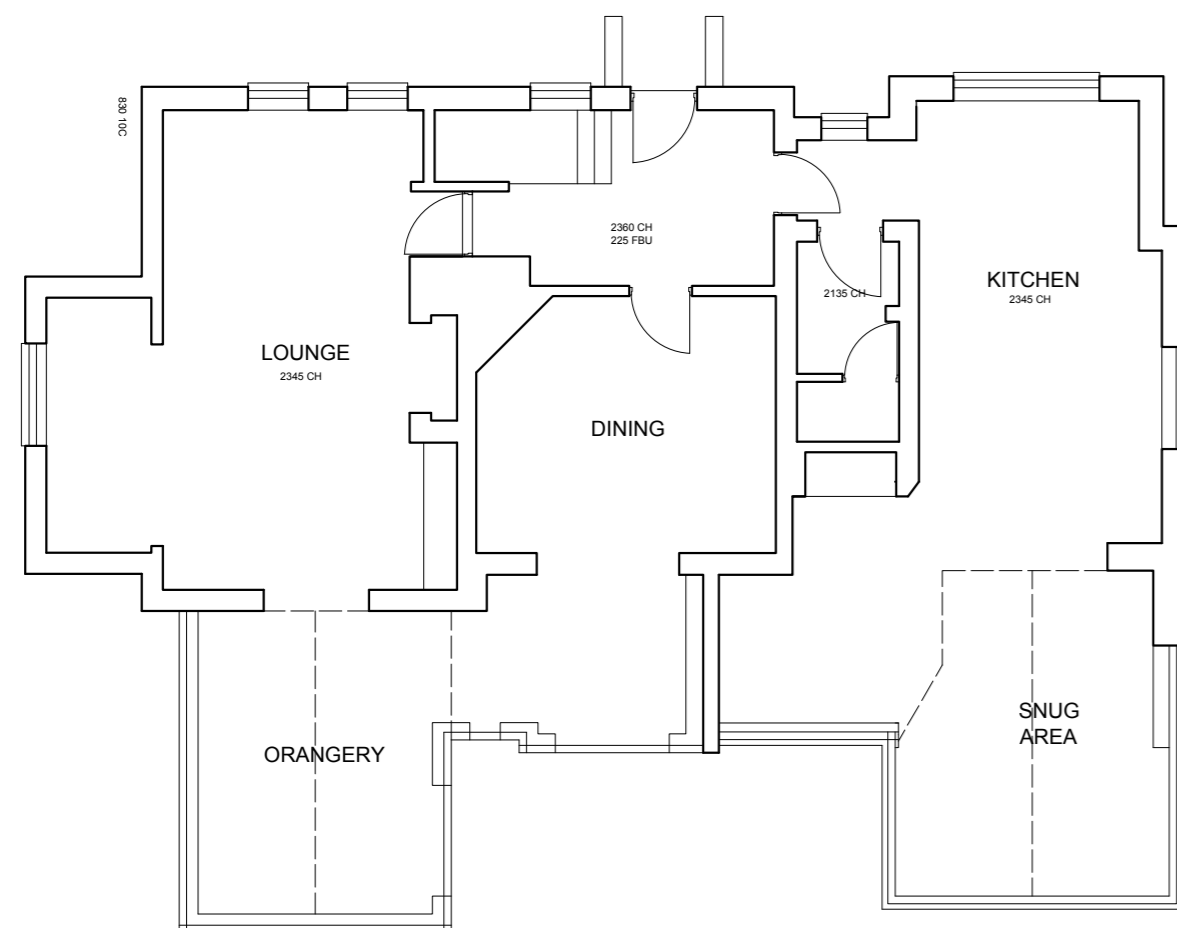 830 10C
2360 CH
225 FBU
KITCHEN
2345 CH
2135 CH
LOUNGE
2345 CH
DINING
SNUG
AREA
ORANGERY